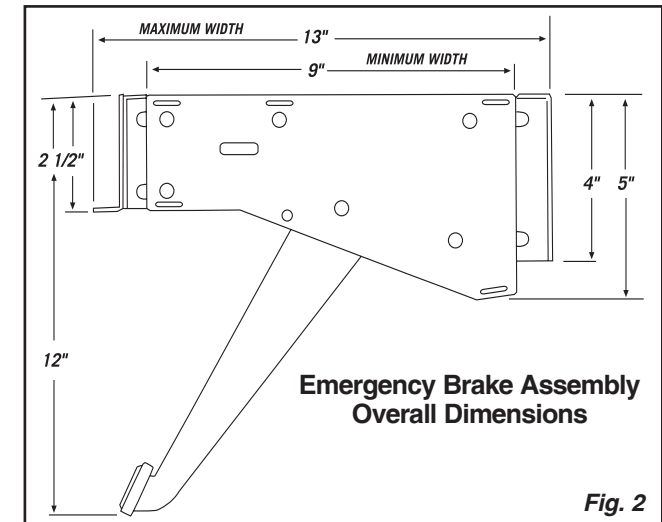 MAXIMUM WIDTH
13"
9"
MINIMUM WIDTH
2 1/2"
4"
5"
12"
Emergency Brake Assembly
Overall Dimensions
Fig. 2